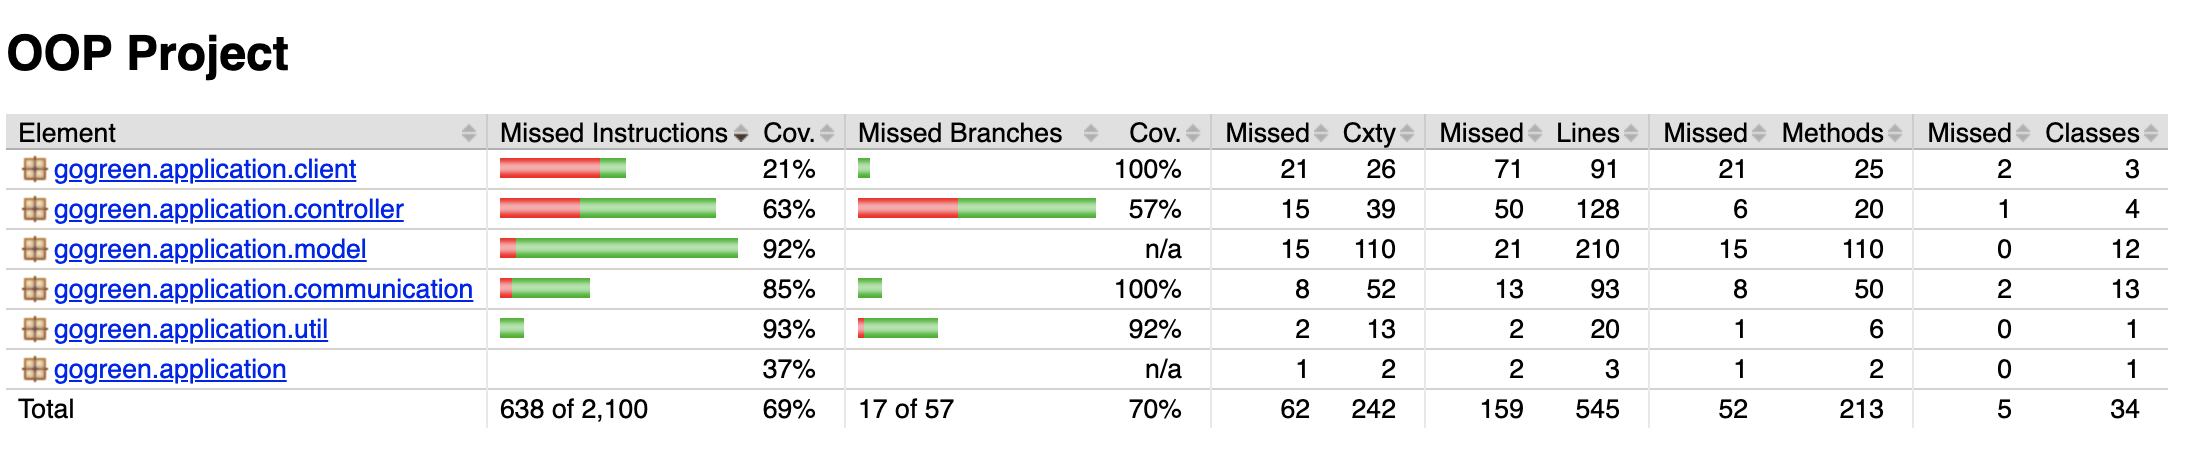 OOP Project
Element Missed Instructions Cov. Missed Branches Cov. Missed Cxty Missed Lines Missed Methods Missed Classes
gogreen.application.client 21% 100% 21 26 71 91 21 25 2 3
gogreen.application.controller 63% 57% 15 39 50 128 6 20 1 4
gogreen.application.model 92% n/a 15 110 21 210 15 110 0 12
gogreen.application.communication 85% 100% 8 52 13 93 8 50 2 13
gogreen.application.util 93% 92% 2 13 2 20 1 6 0 1
gogreen.application 37% n/a 1 2 2 3 1 2 0 1
Total 638 of 2,100 69% 17 of 57 70% 62 242 159 545 52 213 5 34